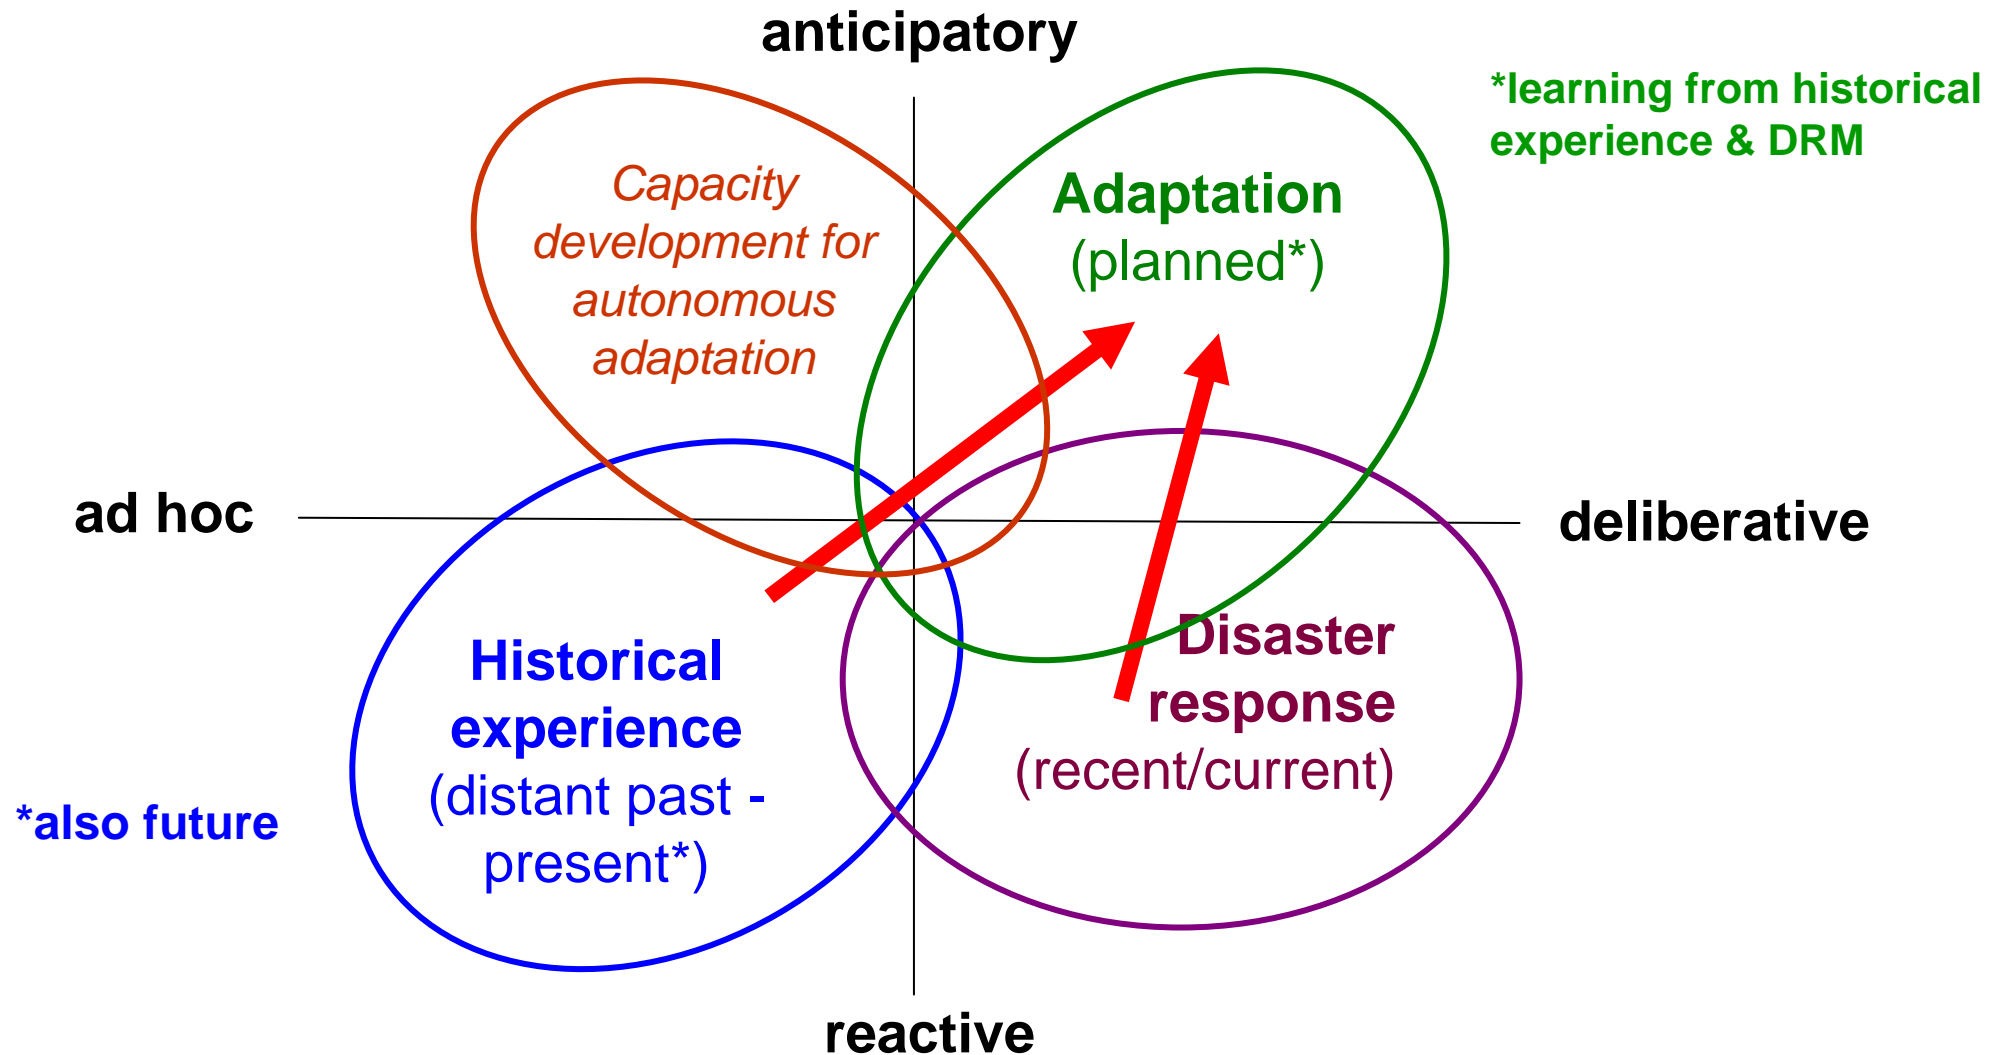 anticipatory
*learning from historical
experience & DRM
Capacity
development for
autonomous
adaptation
Adaptation
(planned*)
ad hoc
deliberative
Historical
experience
(distant past -
present*)
Disaster
response
(recent/current)
*also future
reactive